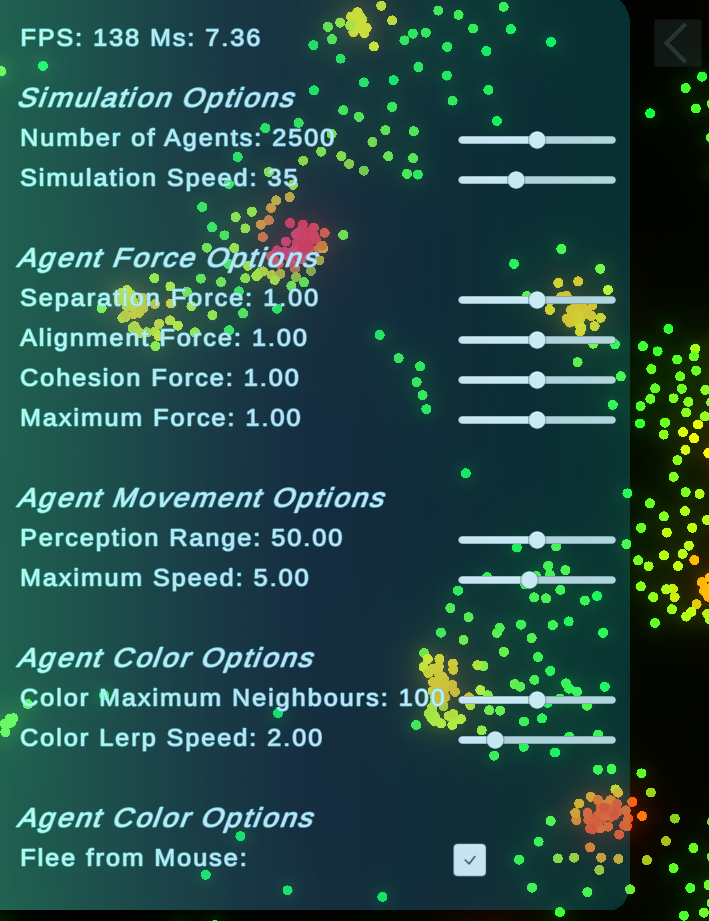 FPS: 138 Ms: 7.36
Simulation Options
Number of Agents: 2500
Simulation Speed: 35
Agent Force Options
Separation Force: 1.00
Alignment Force: 1.00
Cohesion Force: 1.00
Maximum Force: 1.00
Agent Movement Options
Perception Range: 50.00
Maximum Speed: 5.00
Agent Color Options
Color Maximum Neighbours: 100
Color Lerp Speed: 2.00
Agent Color Options
Flee from Mouse: